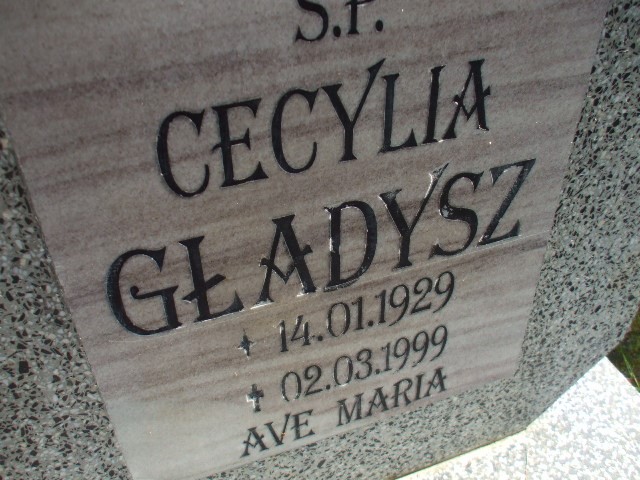 Ś.P.
CECYLIA
GŁADYSZ
14.01.1929
✝ 02.03.1999
AVE MARIA